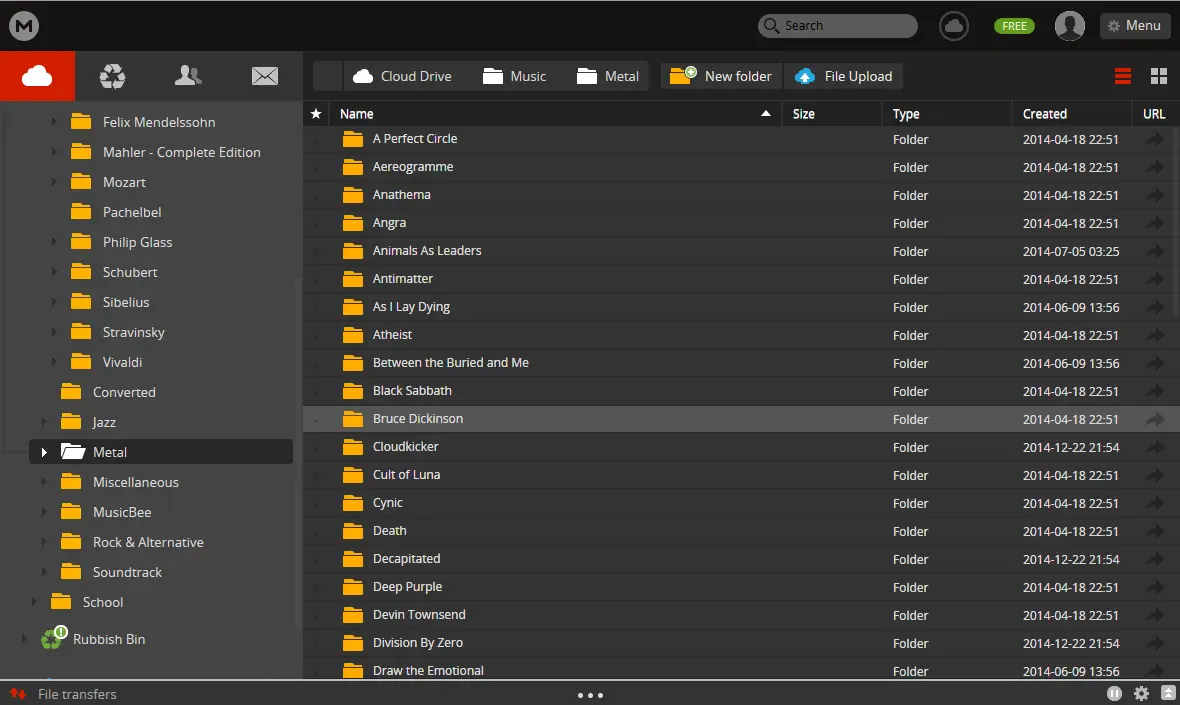 M
Search
FREE
Menu
Cloud Drive Music Metal New folder File Upload
Felix Mendelssohn
Mahler - Complete Edition
Mozart
Pachelbel
Philip Glass
Schubert
Sibelius
Stravinsky
Vivaldi
Converted
Jazz
Metal
Miscellaneous
MusicBee
Rock & Alternative
Soundtrack
School
Rubbish Bin
Name Size Type Created URL
A Perfect Circle Folder 2014-04-18 22:51
Aereogramme Folder 2014-04-18 22:51
Anathema Folder 2014-04-18 22:51
Angra Folder 2014-04-18 22:51
Animals As Leaders Folder 2014-07-05 03:25
Antimatter Folder 2014-04-18 22:51
As I Lay Dying Folder 2014-06-09 13:56
Atheist Folder 2014-04-18 22:51
Between the Buried and Me Folder 2014-06-09 13:56
Black Sabbath Folder 2014-04-18 22:51
Bruce Dickinson Folder 2014-04-18 22:51
Cloudkicker Folder 2014-12-22 21:54
Cult of Luna Folder 2014-04-18 22:51
Cynic Folder 2014-04-18 22:51
Death Folder 2014-04-18 22:51
Decapitated Folder 2014-12-22 21:54
Deep Purple Folder 2014-04-18 22:51
Devin Townsend Folder 2014-04-18 22:51
Division By Zero Folder 2014-12-22 21:54
Draw the Emotional Folder 2014-06-09 13:56
File transfers